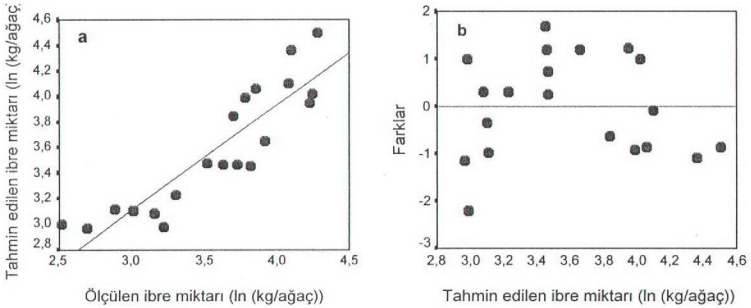 Tahmin edilen ibre miktarı (ln (kg/ağaç))
4,6
4,4
4,2
4,0
3,8
3,6
3,4
3,2
3,0
2,8
a
2,5 3,0 3,5 4,0 4,5
Ölçülen ibre miktarı (ln (kg/ağaç))
Farklar
2
1
0
-1
-2
-3
b
2,8 3,0 3,2 3,4 3,6 3,8 4,0 4,2 4,4 4,6
Tahmin edilen ibre miktarı (ln (kg/ağaç))